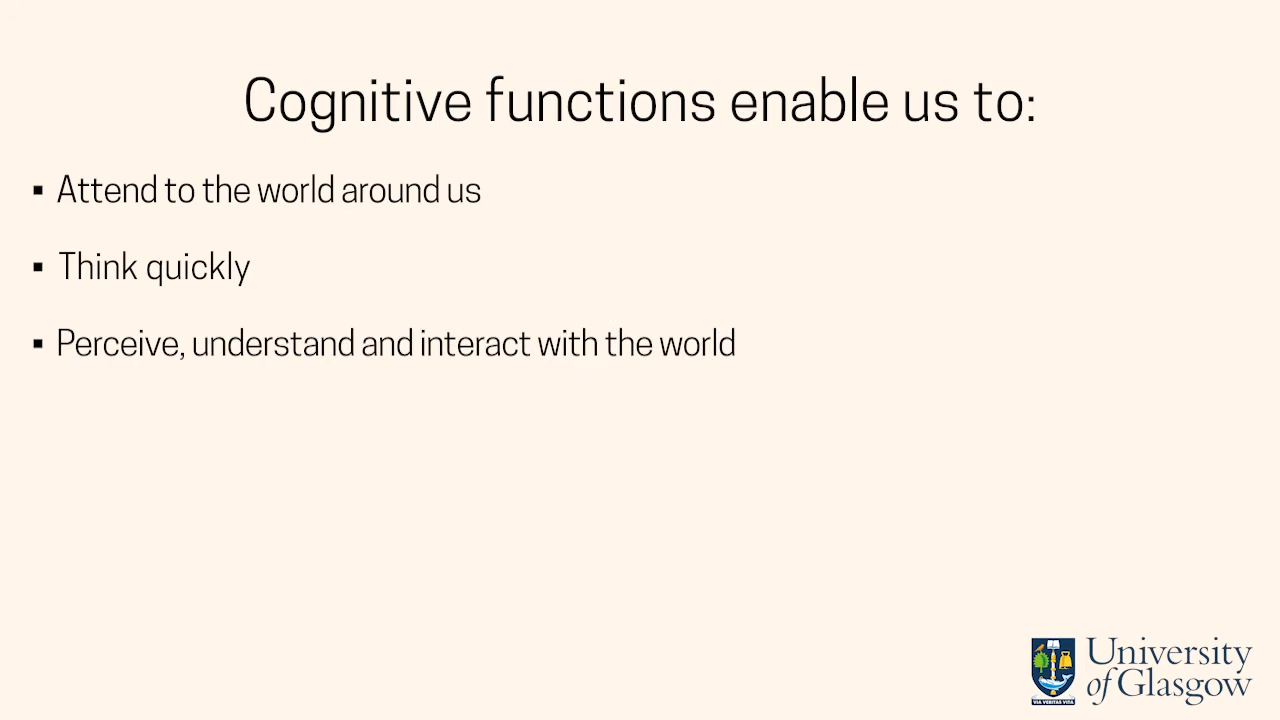 Cognitive functions enable us to:
▪ Attend to the world around us
▪ Think quickly
▪ Perceive, understand and interact with the world
University
of Glasgow
VIA VERITAS VITA